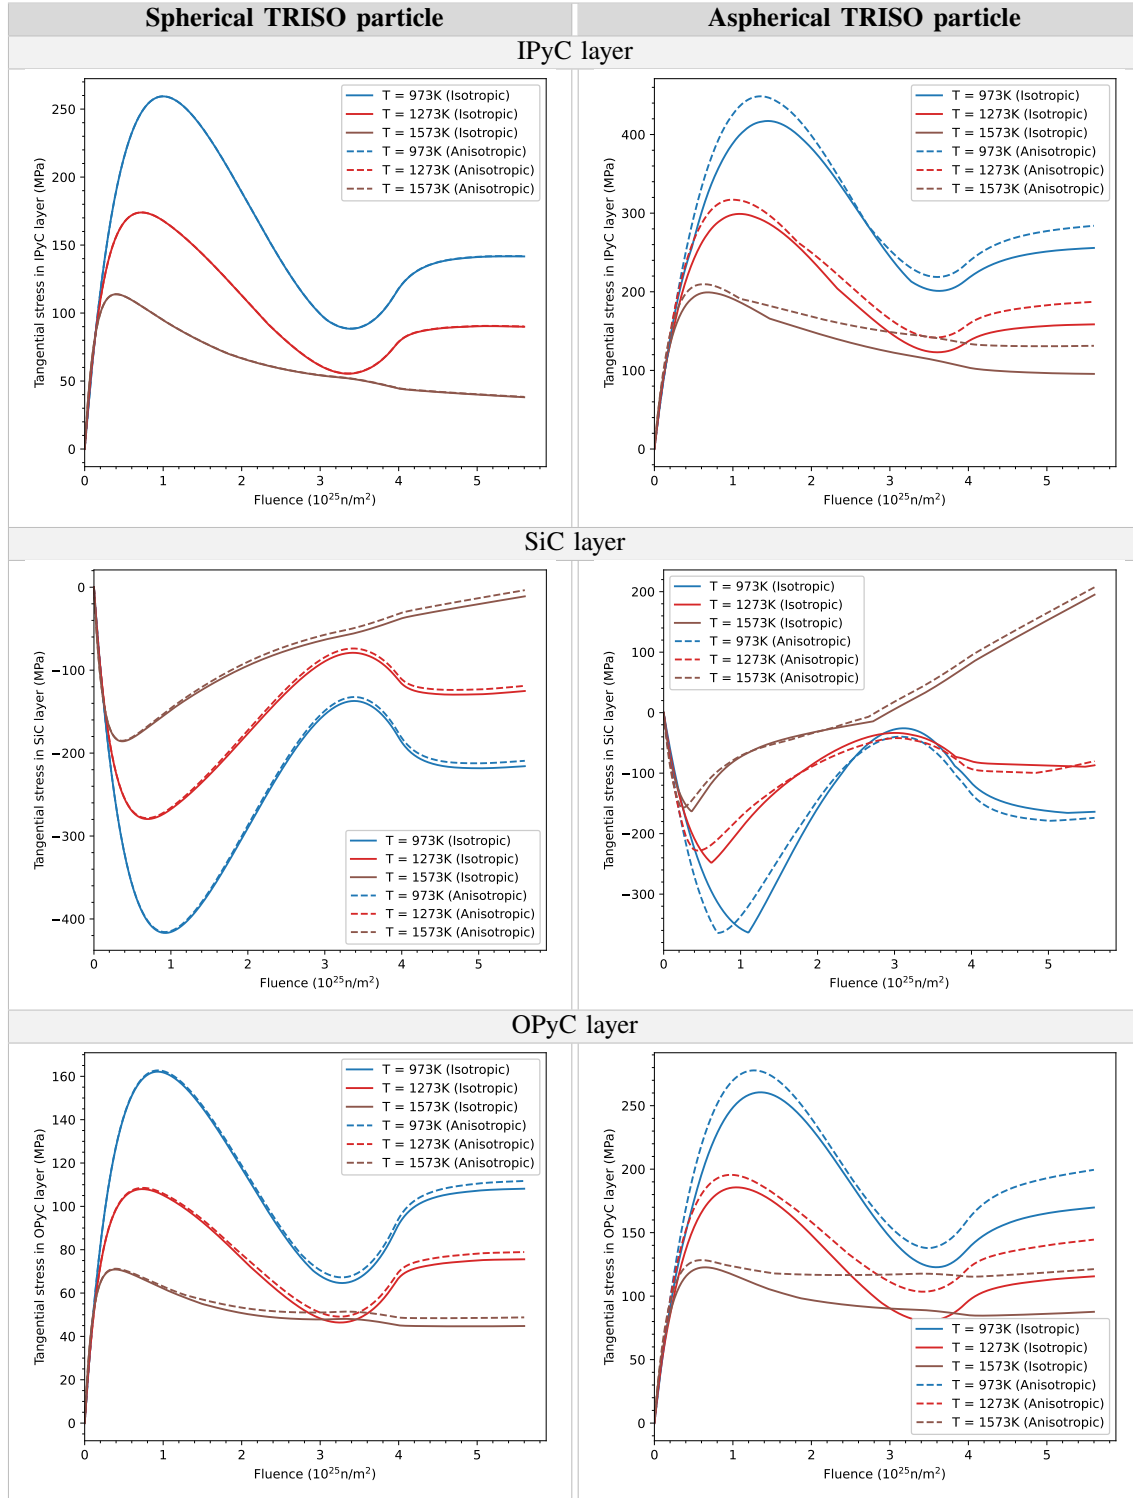 Spherical TRISO particle
Aspherical TRISO particle
IPyC layer
Tangential stress in IPyC layer (MPa)
250
200
150
100
50
0
T = 973K (Isotropic)
T = 1273K (Isotropic)
T = 1573K (Isotropic)
T = 973K (Anisotropic)
T = 1273K (Anisotropic)
T = 1573K (Anisotropic)
0 1 2 3 4 5
Fluence (10²⁵n/m²)
Tangential stress in IPyC layer (MPa)
400
300
200
100
0
T = 973K (Isotropic)
T = 1273K (Isotropic)
T = 1573K (Isotropic)
T = 973K (Anisotropic)
T = 1273K (Anisotropic)
T = 1573K (Anisotropic)
0 1 2 3 4 5
Fluence (10²⁵n/m²)
SiC layer
Tangential stress in SiC layer (MPa)
0
−100
−200
−300
−400
T = 973K (Isotropic)
T = 1273K (Isotropic)
T = 1573K (Isotropic)
T = 973K (Anisotropic)
T = 1273K (Anisotropic)
T = 1573K (Anisotropic)
0 1 2 3 4 5
Fluence (10²⁵n/m²)
Tangential stress in SiC layer (MPa)
200
100
0
−100
−200
−300
T = 973K (Isotropic)
T = 1273K (Isotropic)
T = 1573K (Isotropic)
T = 973K (Anisotropic)
T = 1273K (Anisotropic)
T = 1573K (Anisotropic)
0 1 2 3 4 5
Fluence (10²⁵n/m²)
OPyC layer
Tangential stress in OPyC layer (MPa)
160
140
120
100
80
60
40
20
0
T = 973K (Isotropic)
T = 1273K (Isotropic)
T = 1573K (Isotropic)
T = 973K (Anisotropic)
T = 1273K (Anisotropic)
T = 1573K (Anisotropic)
0 1 2 3 4 5
Fluence (10²⁵n/m²)
Tangential stress in OPyC layer (MPa)
250
200
150
100
50
0
T = 973K (Isotropic)
T = 1273K (Isotropic)
T = 1573K (Isotropic)
T = 973K (Anisotropic)
T = 1273K (Anisotropic)
T = 1573K (Anisotropic)
0 1 2 3 4 5
Fluence (10²⁵n/m²)